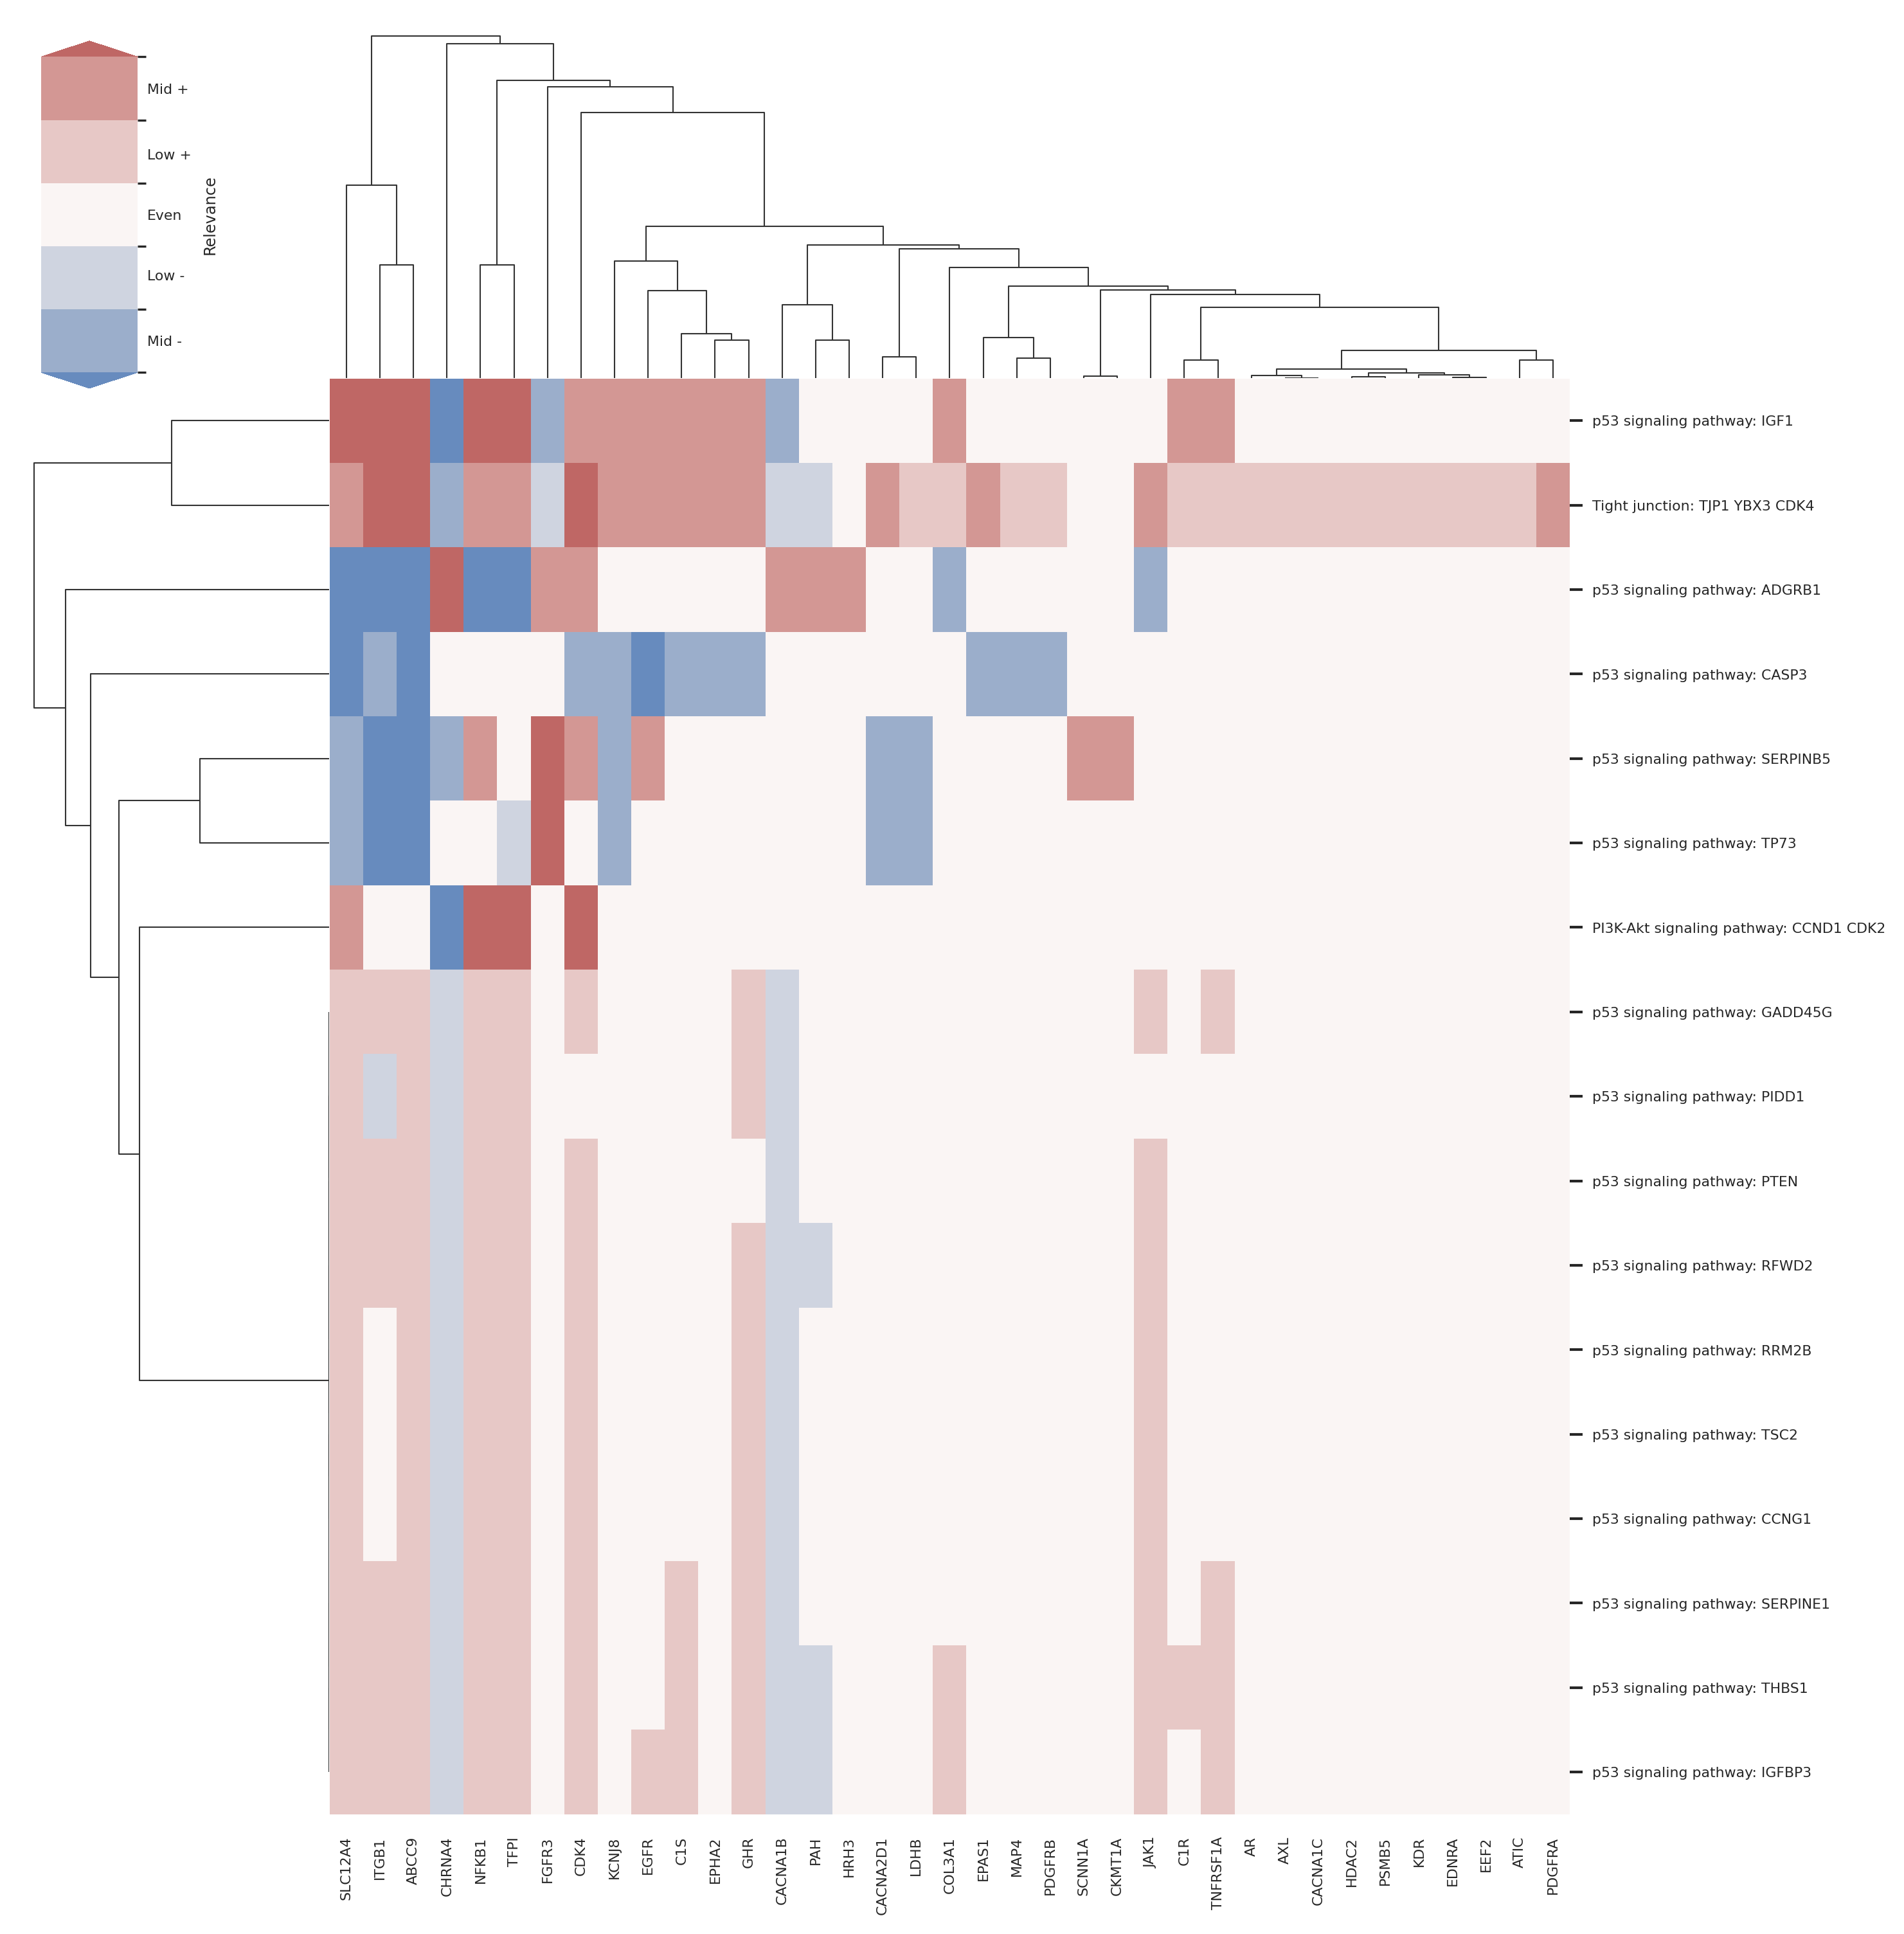 Mid +
Low +
Even
Low -
Mid -
Relevance
p53 signaling pathway: IGF1
Tight junction: TJP1 YBX3 CDK4
p53 signaling pathway: ADGRB1
p53 signaling pathway: CASP3
p53 signaling pathway: SERPINB5
p53 signaling pathway: TP73
PI3K-Akt signaling pathway: CCND1 CDK2
p53 signaling pathway: GADD45G
p53 signaling pathway: PIDD1
p53 signaling pathway: PTEN
p53 signaling pathway: RFWD2
p53 signaling pathway: RRM2B
p53 signaling pathway: TSC2
p53 signaling pathway: CCNG1
p53 signaling pathway: SERPINE1
p53 signaling pathway: THBS1
p53 signaling pathway: IGFBP3
SLC12A4
ITGB1
ABCC9
CHRNA4
NFKB1
TFPI
FGFR3
CDK4
KCNJ8
EGFR
C1S
EPHA2
GHR
CACNA1B
PAH
HRH3
CACNA2D1
LDHB
COL3A1
EPAS1
MAP4
PDGFRB
SCNN1A
CKMT1A
JAK1
C1R
TNFRSF1A
AR
AXL
CACNA1C
HDAC2
PSMB5
KDR
EDNRA
EEF2
ATIC
PDGFRA